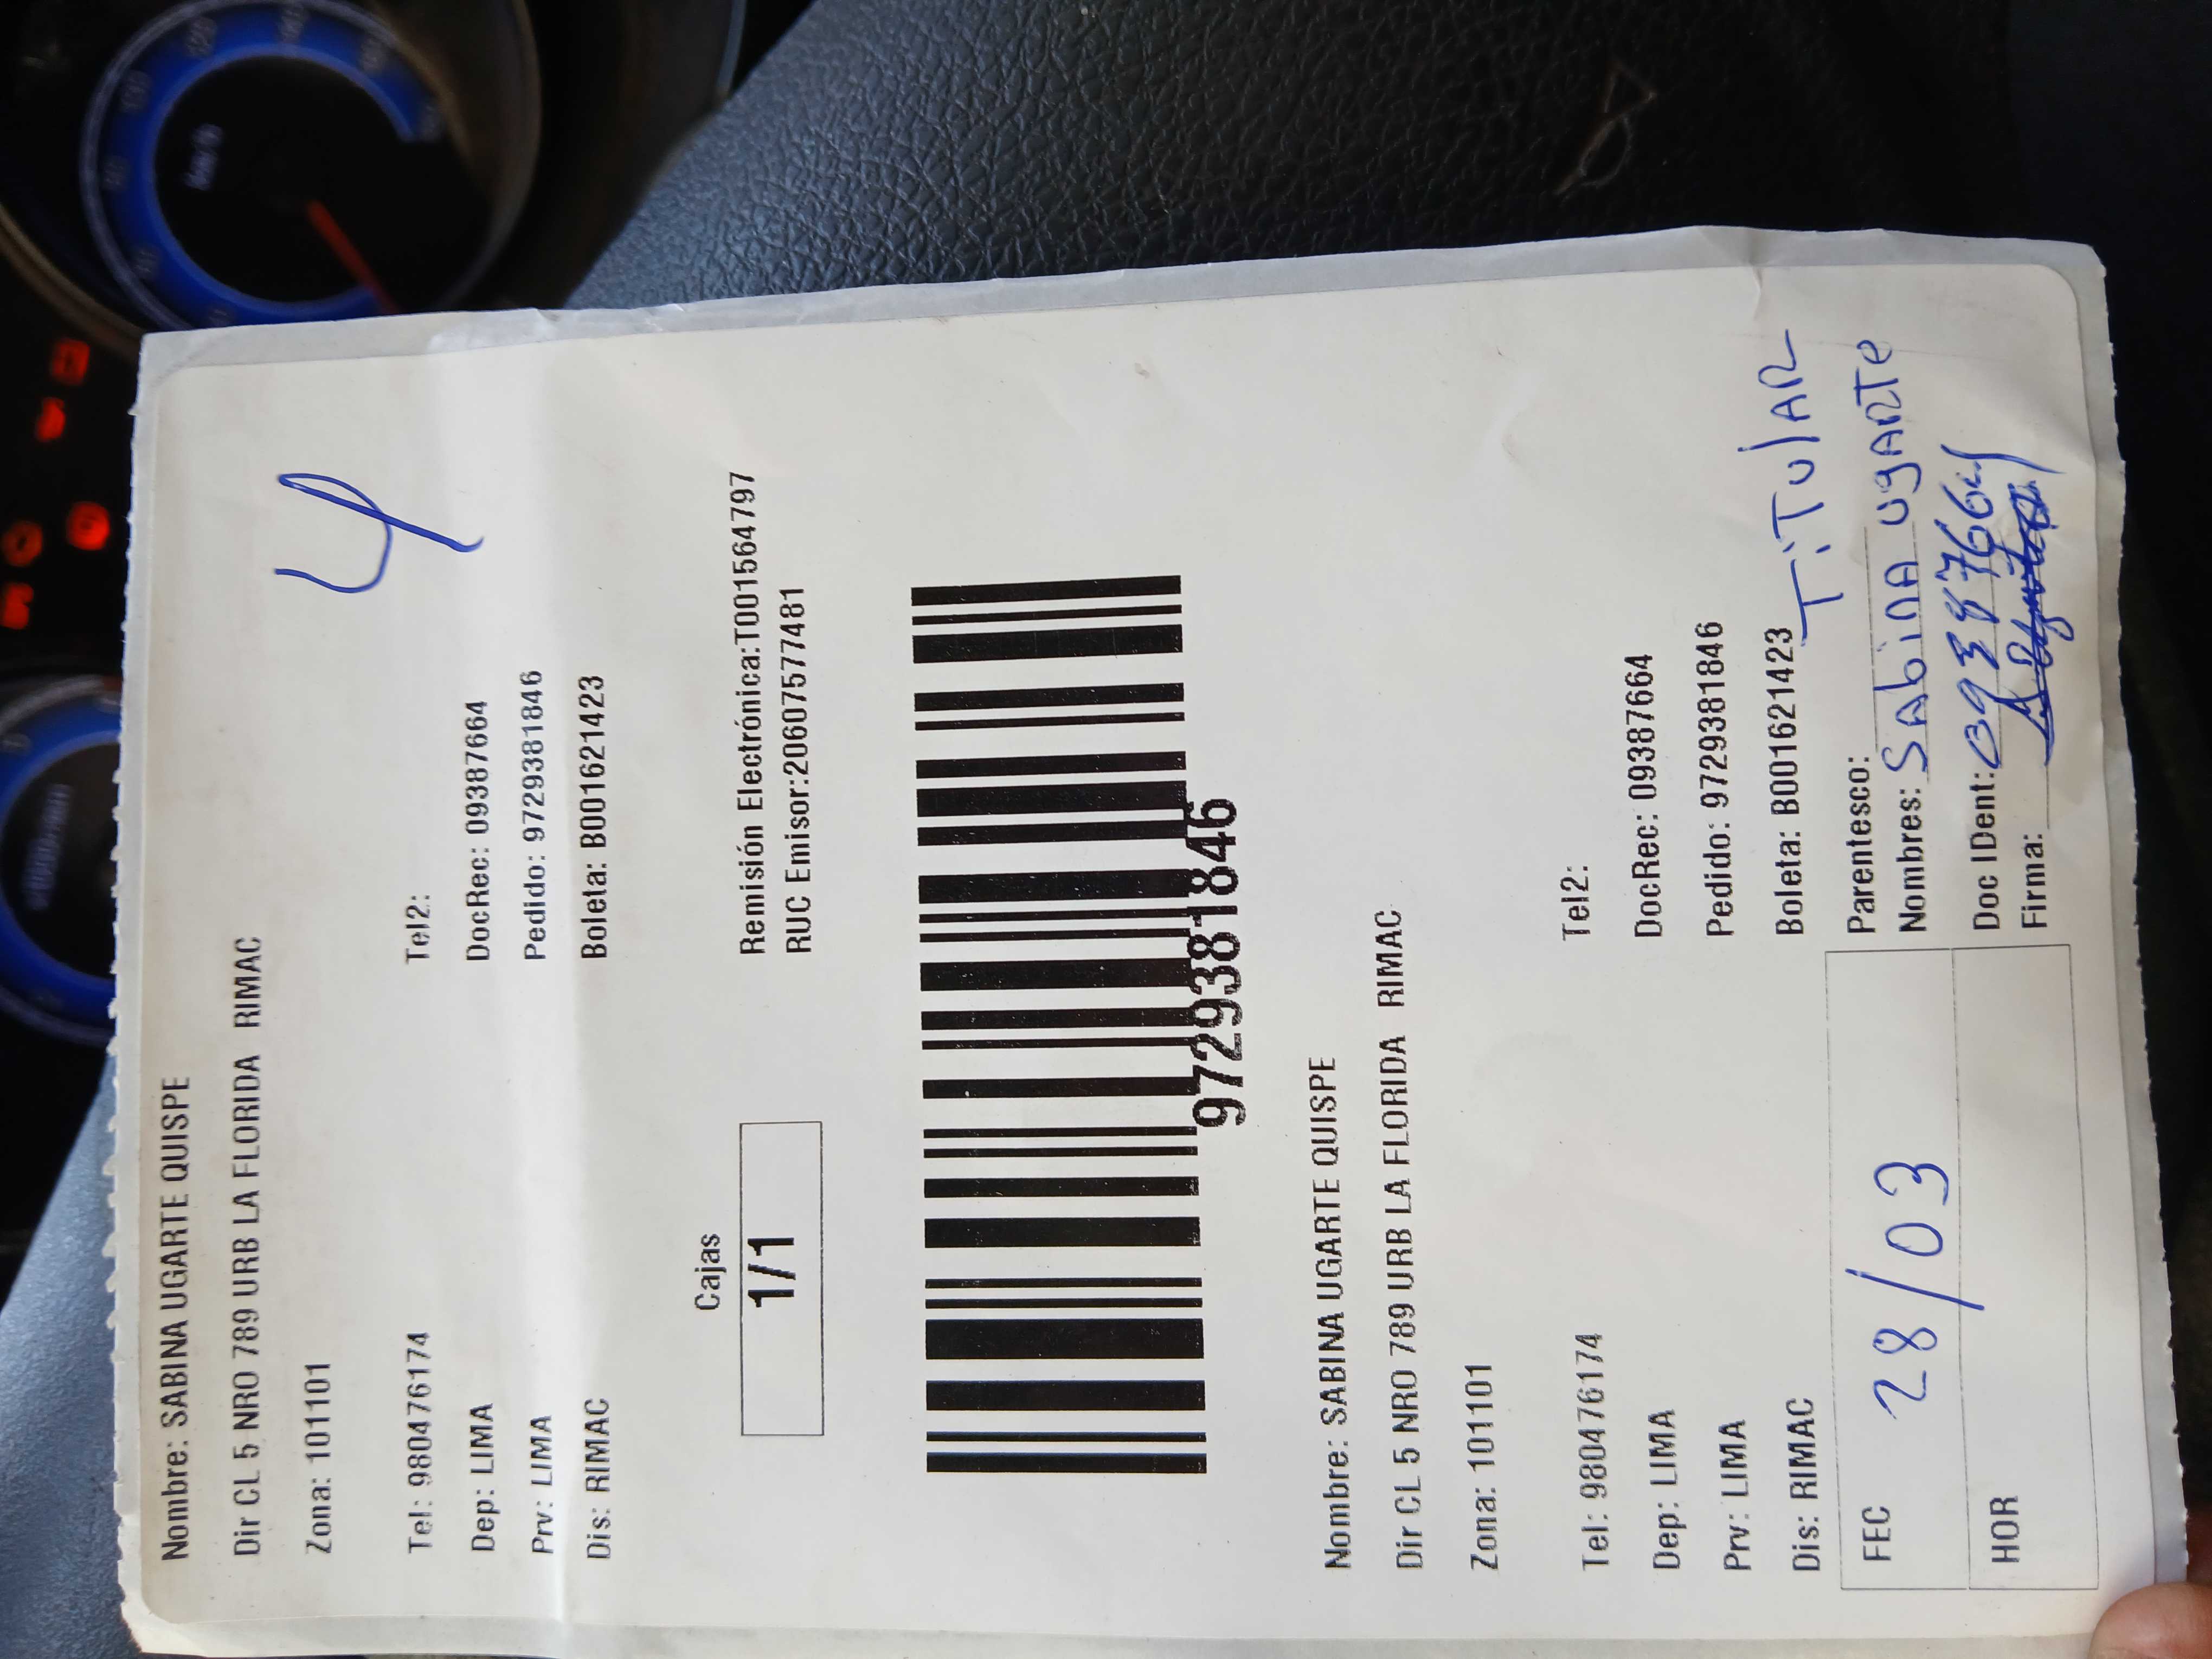 Nombre: SABINA UGARTE QUISPE
Dir CL 5 NRO 789 URB LA FLORIDA RIMAC
Zona: 101101
4
Tel: 980476174 Tel2:
Dep: LIMA DocRec: 09387664
Prv: LIMA Pedido: 9729381846
Dis: RIMAC Boleta: B001621423
Cajas
1/1
Remisión Electrónica:T001564797
RUC Emisor:20607577481
9729381846
Nombre: SABINA UGARTE QUISPE
Dir CL 5 NRO 789 URB LA FLORIDA RIMAC
Zona: 101101
Tel: 980476174 Tel2:
Dep: LIMA DocRec: 09387664
Prv: LIMA Pedido: 9729381846
Dis: RIMAC Boleta: B001621423
FEC 28/03
HOR
Parentesco: TiTulAR
Nombres: SAbinA ugARTe
Doc IDent: 09387664
Firma:
km/h